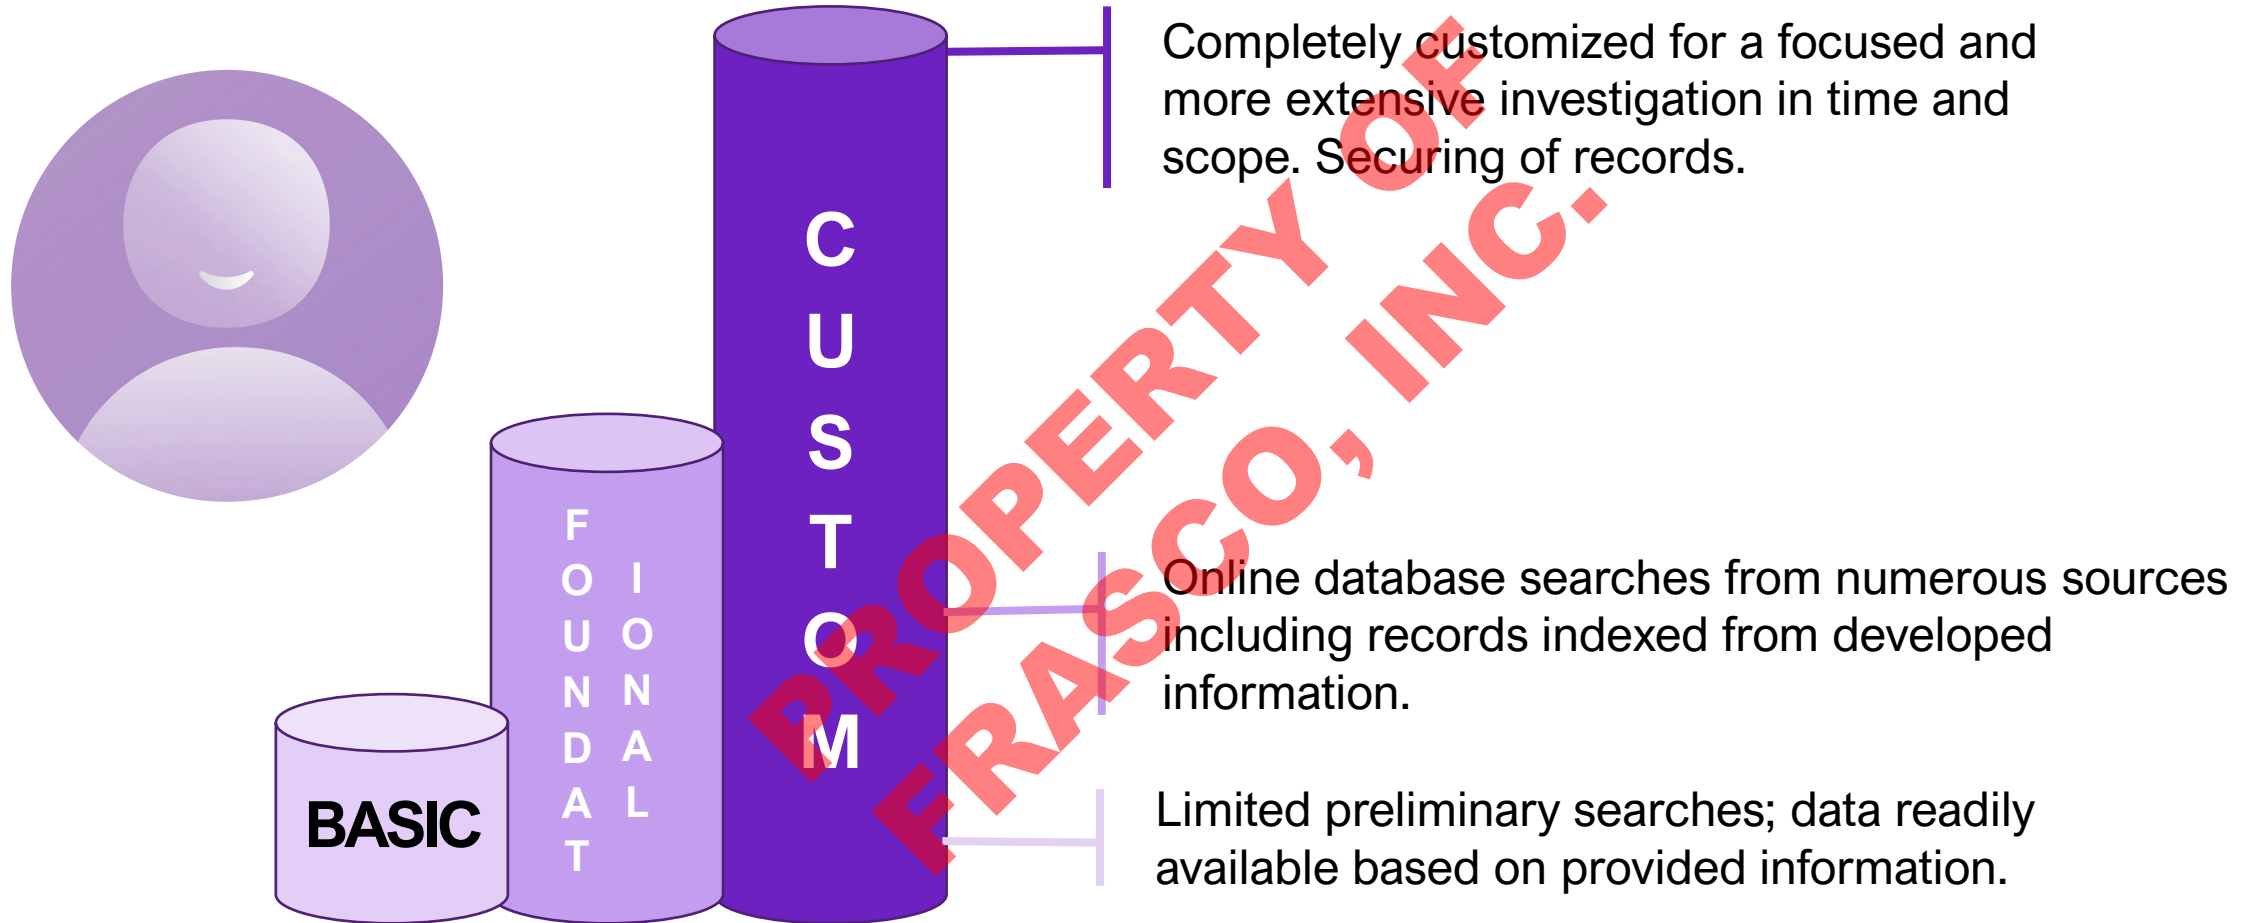 Completely customized for a focused and
more extensive investigation in time and
scope. Securing of records.
CUSTOM
FOUNDAT
IONAL
BASIC
Online database searches from numerous sources
including records indexed from developed
information.
Limited preliminary searches; data readily
available based on provided information.
PROPERTY OF
FRASCO, INC.